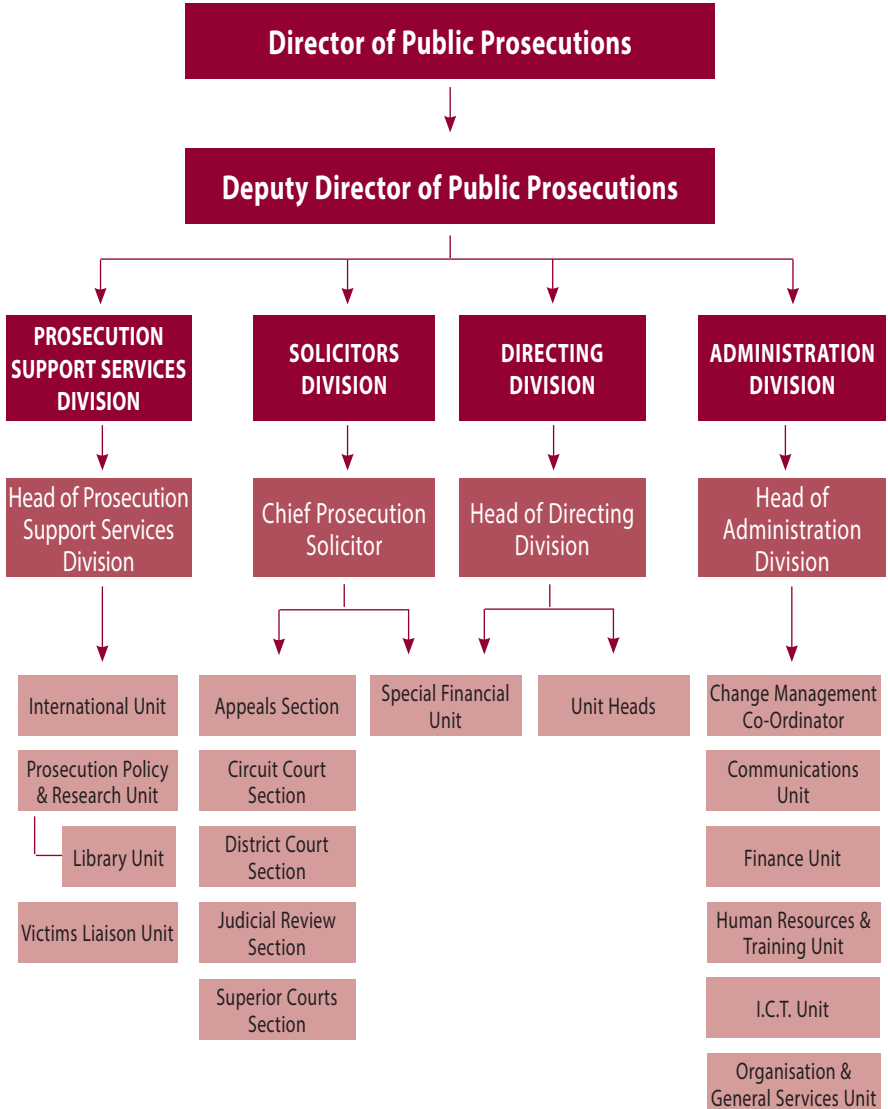 Director of Public Prosecutions
Deputy Director of Public Prosecutions
PROSECUTION
SUPPORT SERVICES
DIVISION
SOLICITORS
DIVISION
DIRECTING
DIVISION
ADMINISTRATION
DIVISION
Head of Prosecution
Support Services
Division
Chief Prosecution
Solicitor
Head of Directing
Division
Head of
Administration
Division
International Unit
Prosecution Policy
& Research Unit
Library Unit
Victims Liaison Unit
Appeals Section
Circuit Court
Section
District Court
Section
Judicial Review
Section
Superior Courts
Section
Special Financial
Unit
Unit Heads
Change Management
Co-Ordinator
Communications
Unit
Finance Unit
Human Resources &
Training Unit
I.C.T. Unit
Organisation &
General Services Unit